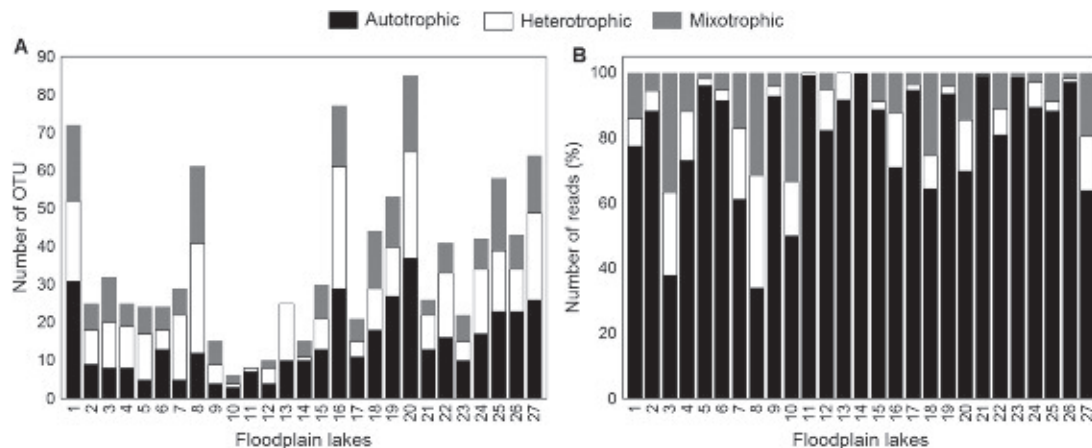 Autotrophic Heterotrophic Mixotrophic
A
90
80
70
60
50
40
30
20
10
0
Number of OTU
1 2 3 4 5 6 7 8 9 10 11 12 13 14 15 16 17 18 19 20 21 22 23 24 25 26 27
Floodplain lakes
B
100
80
60
40
20
0
Number of reads (%)
1 2 3 4 5 6 7 8 9 10 11 12 13 14 15 16 17 18 19 20 21 22 23 24 25 26 27
Floodplain lakes